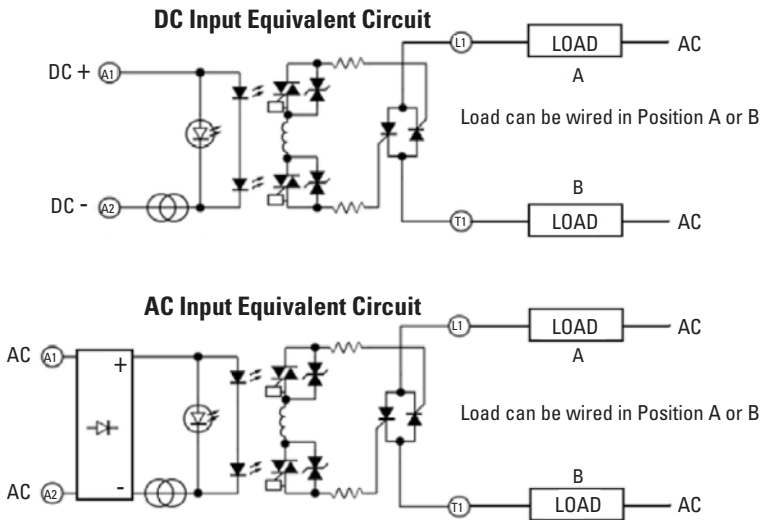 DC Input Equivalent Circuit
L1 LOAD AC
A
DC + A1
Load can be wired in Position A or B
B
DC - A2
T1 LOAD AC
AC Input Equivalent Circuit
L1 LOAD AC
A
AC A1 +
Load can be wired in Position A or B
B
AC A2 -
T1 LOAD AC